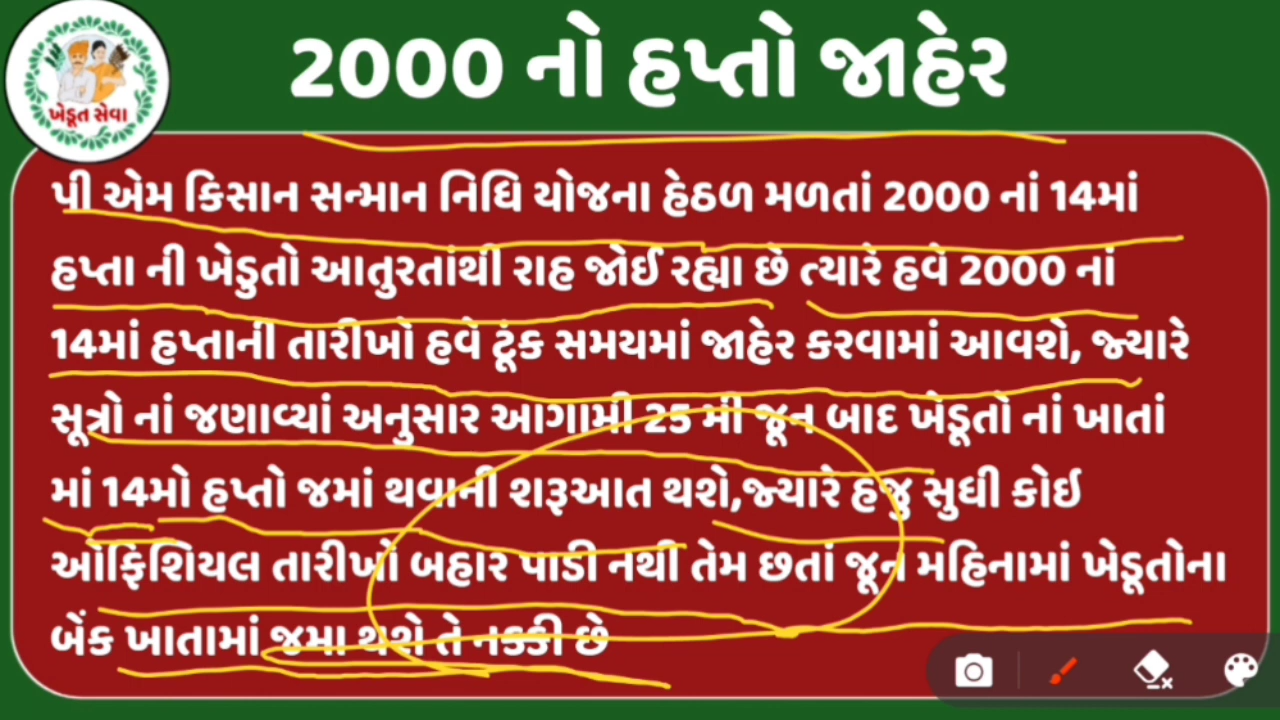 2000 નો હપ્તો જાહેર
ખેડૂત સેવા
પી એમ કિસાન સન્માન નિધિ યોજના હેઠળ મળતાં 2000 નાં 14માં
હપ્તા ની ખેડુતો આતુરતાંથી રાહ જોઈ રહ્યા છે ત્યારે હવે 2000 નાં
14માં હપ્તાની તારીખો હવે ટૂંક સમયમાં જાહેર કરવામાં આવશે, જ્યારે
સૂત્રો નાં જણાવ્યાં અનુસાર આગામી 25 મી જૂન બાદ ખેડૂતો નાં ખાતાં
માં 14મો હપ્તો જમાં થવાની શરૂઆત થશે,જ્યારે હજુ સુધી કોઇ
ઓફિશિયલ તારીખો બહાર પાડી નથી તેમ છતાં જૂન મહિનામાં ખેડૂતોના
બેંક ખાતામાં જમા થશે તે નક્કી છે